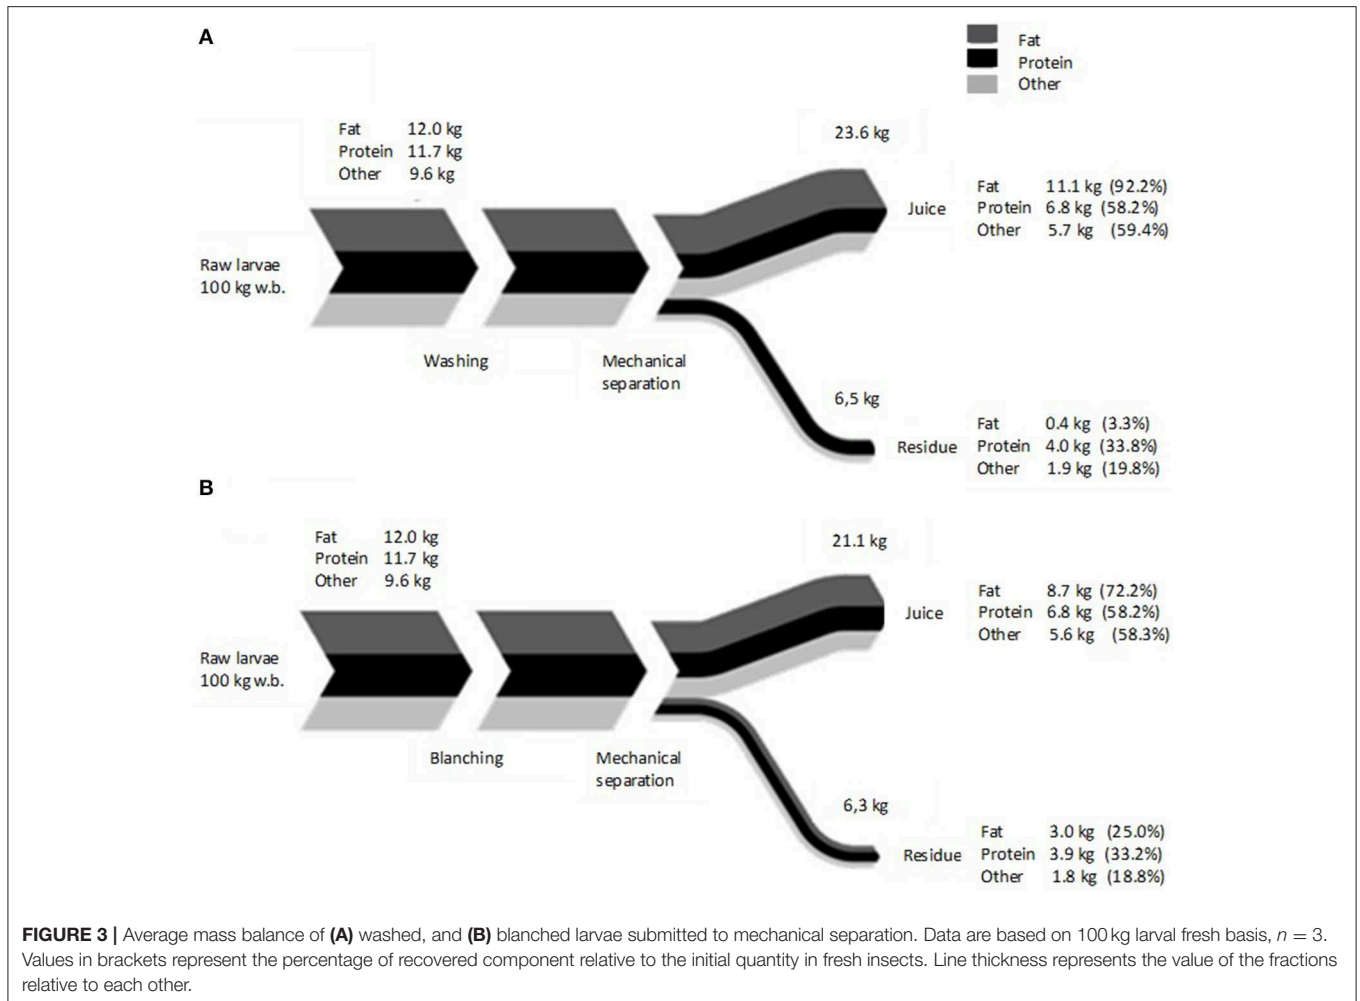 A
Fat
Protein
Other
Fat 12.0 kg
Protein 11.7 kg
Other 9.6 kg
23.6 kg
Raw larvae
100 kg w.b.
Juice
Fat 11.1 kg (92.2%)
Protein 6.8 kg (58.2%)
Other 5.7 kg (59.4%)
Washing
Mechanical
separation
6,5 kg
Residue
Fat 0.4 kg (3.3%)
Protein 4.0 kg (33.8%)
Other 1.9 kg (19.8%)
B
Fat 12.0 kg
Protein 11.7 kg
Other 9.6 kg
21.1 kg
Raw larvae
100 kg w.b.
Juice
Fat 8.7 kg (72.2%)
Protein 6.8 kg (58.2%)
Other 5.6 kg (58.3%)
Blanching
Mechanical
separation
6,3 kg
Residue
Fat 3.0 kg (25.0%)
Protein 3.9 kg (33.2%)
Other 1.8 kg (18.8%)
FIGURE 3 | Average mass balance of (A) washed, and (B) blanched larvae submitted to mechanical separation. Data are based on 100 kg larval fresh basis, n = 3.
Values in brackets represent the percentage of recovered component relative to the initial quantity in fresh insects. Line thickness represents the value of the fractions
relative to each other.